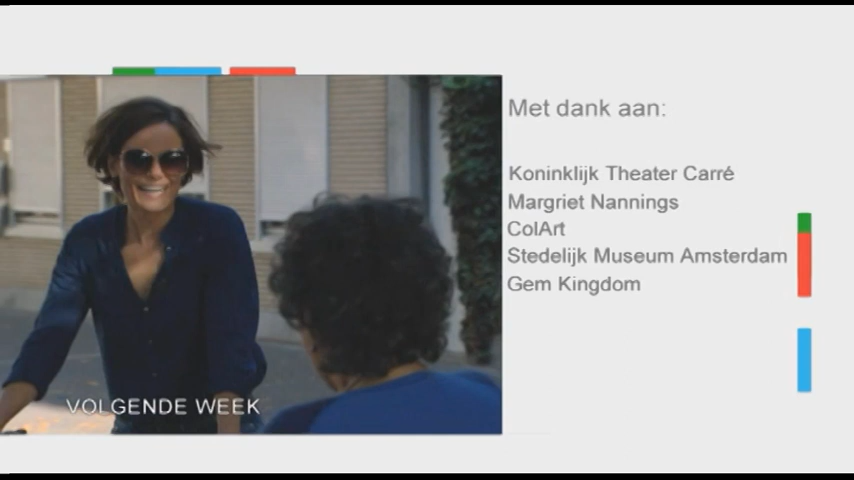 Met dank aan:
Koninklijk Theater Carré
Margriet Nannings
ColArt
Stedelijk Museum Amsterdam
Gem Kingdom
VOLGENDE WEEK